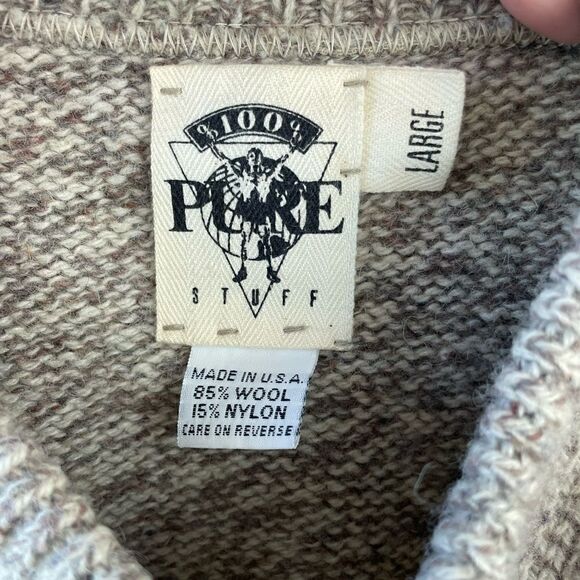 %100%
PURE
STUFF
LARGE
MADE IN U.S.A.
85% WOOL
15% NYLON
CARE ON REVERSE